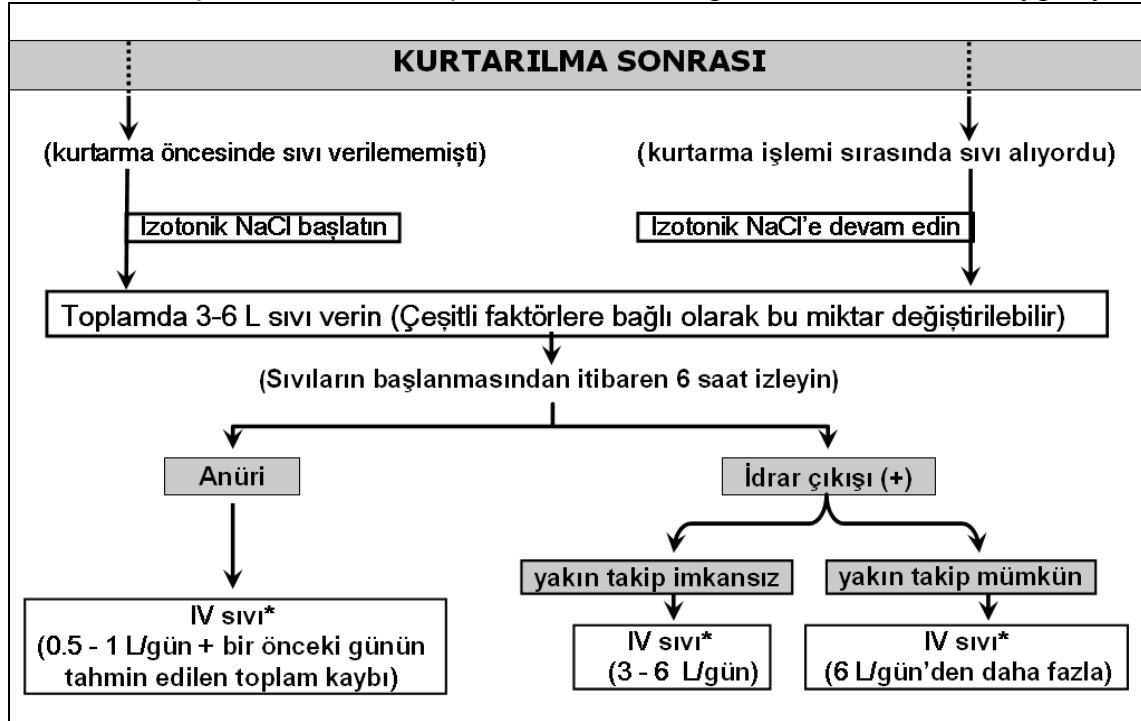 KURTARILMA SONRASI
(kurtarma öncesinde sıvı verilememişti)
(kurtarma işlemi sırasında sıvı alıyordu)
Izotonik NaCl başlatın
Izotonik NaCl'e devam edin
Toplamda 3-6 L sıvı verin (Çeşitli faktörlere bağlı olarak bu miktar değiştirilebilir)
(Sıvıların başlanmasından itibaren 6 saat izleyin)
Anüri
İdrar çıkışı (+)
yakın takip imkansız
yakın takip mümkün
IV sıvı*
(0.5 - 1 L/gün + bir önceki günün
tahmin edilen toplam kaybı)
IV sıvı*
(3 - 6 L/gün)
IV sıvı*
(6 L/gün'den daha fazla)